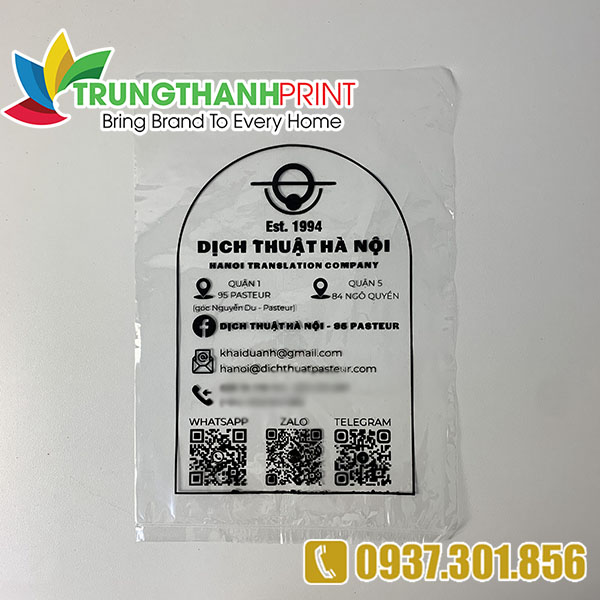 TRUNGTHANHPRINT
Bring Brand To Every Home
Est. 1994
DỊCH THUẬT HÀ NỘI
HANOI TRANSLATION COMPANY
QUẬN 1
95 PASTEUR
(góc Nguyễn Du - Pasteur)
QUẬN 5
84 NGÔ QUYỀN
DỊCH THUẬT HÀ NỘI - 95 PASTEUR
khaiduanh@gmail.com
hanoi@dichthuatpasteur.com
WHATSAPP ZALO TELEGRAM
0937.301.856